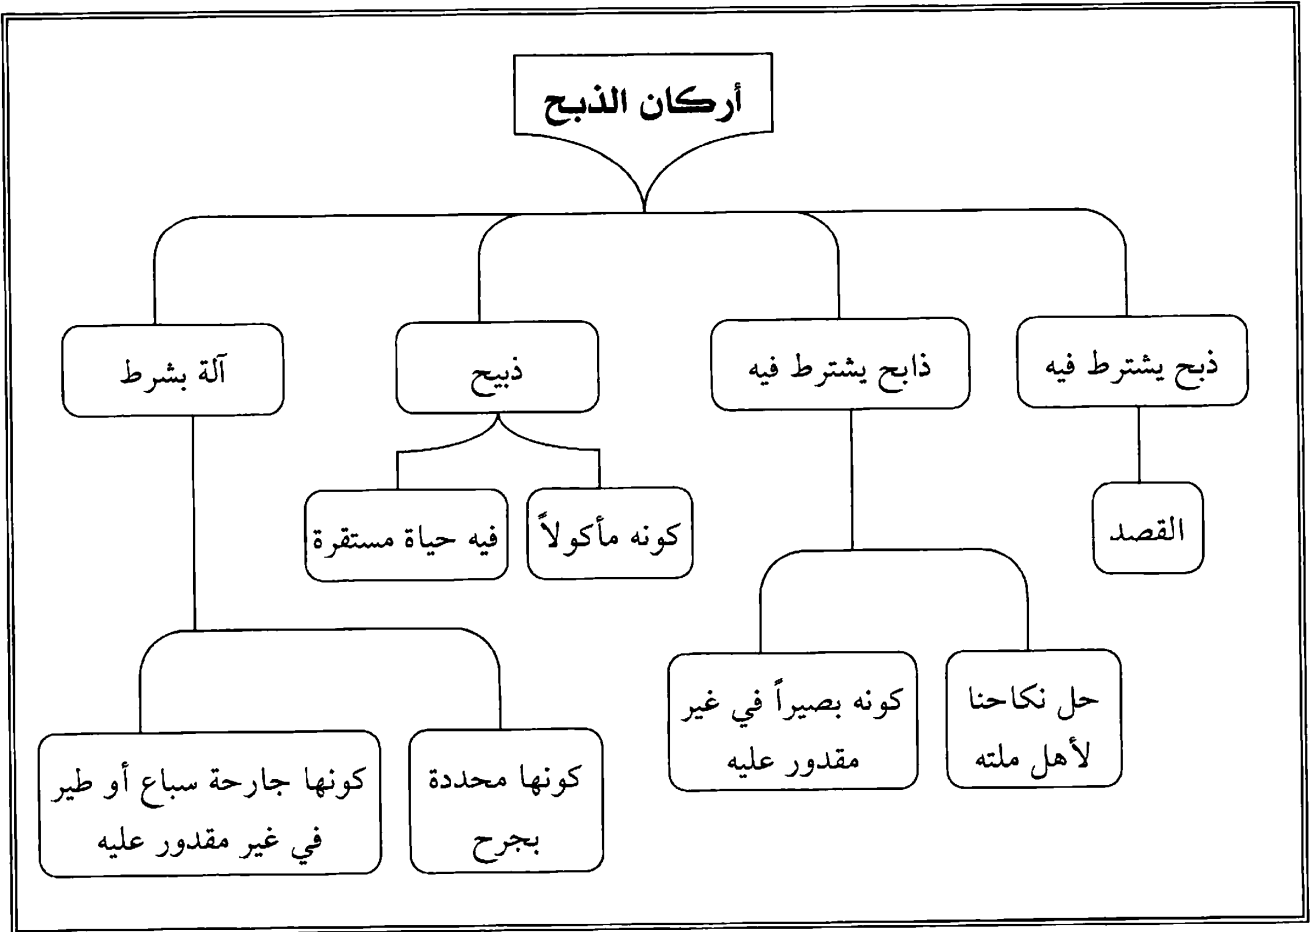 أركان الذبح
ذبح يشترط فيه
ذابح يشترط فيه
ذبيح
آلة بشرط
القصد
كونه مأكولاً
فيه حياة مستقرة
حل نكاحنا
لأهل ملته
كونه بصيراً في غير
مقدور عليه
كونها محددة
بجرح
كونها جارحة سباع أو طير
في غير مقدور عليه